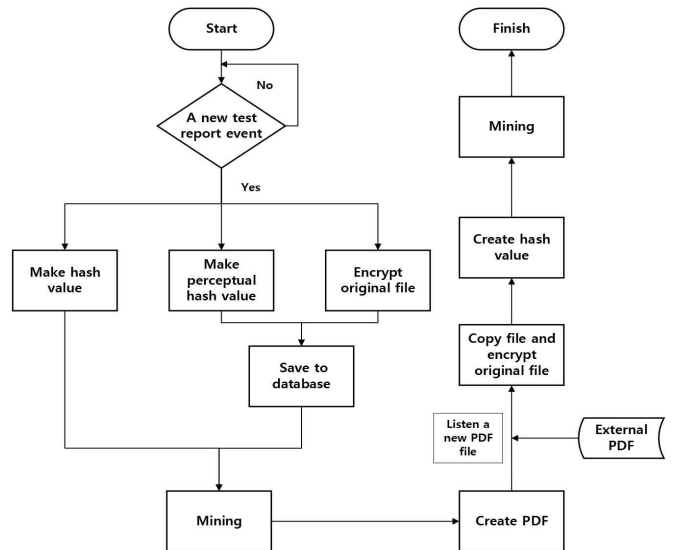 Start
No
A new test
report event
Yes
Make hash
value
Make
perceptual
hash value
Encrypt
original file
Save to
database
Mining
Finish
Mining
Create hash
value
Copy file and
encrypt
original file
Listen a
new PDF
file
External
PDF
Create PDF